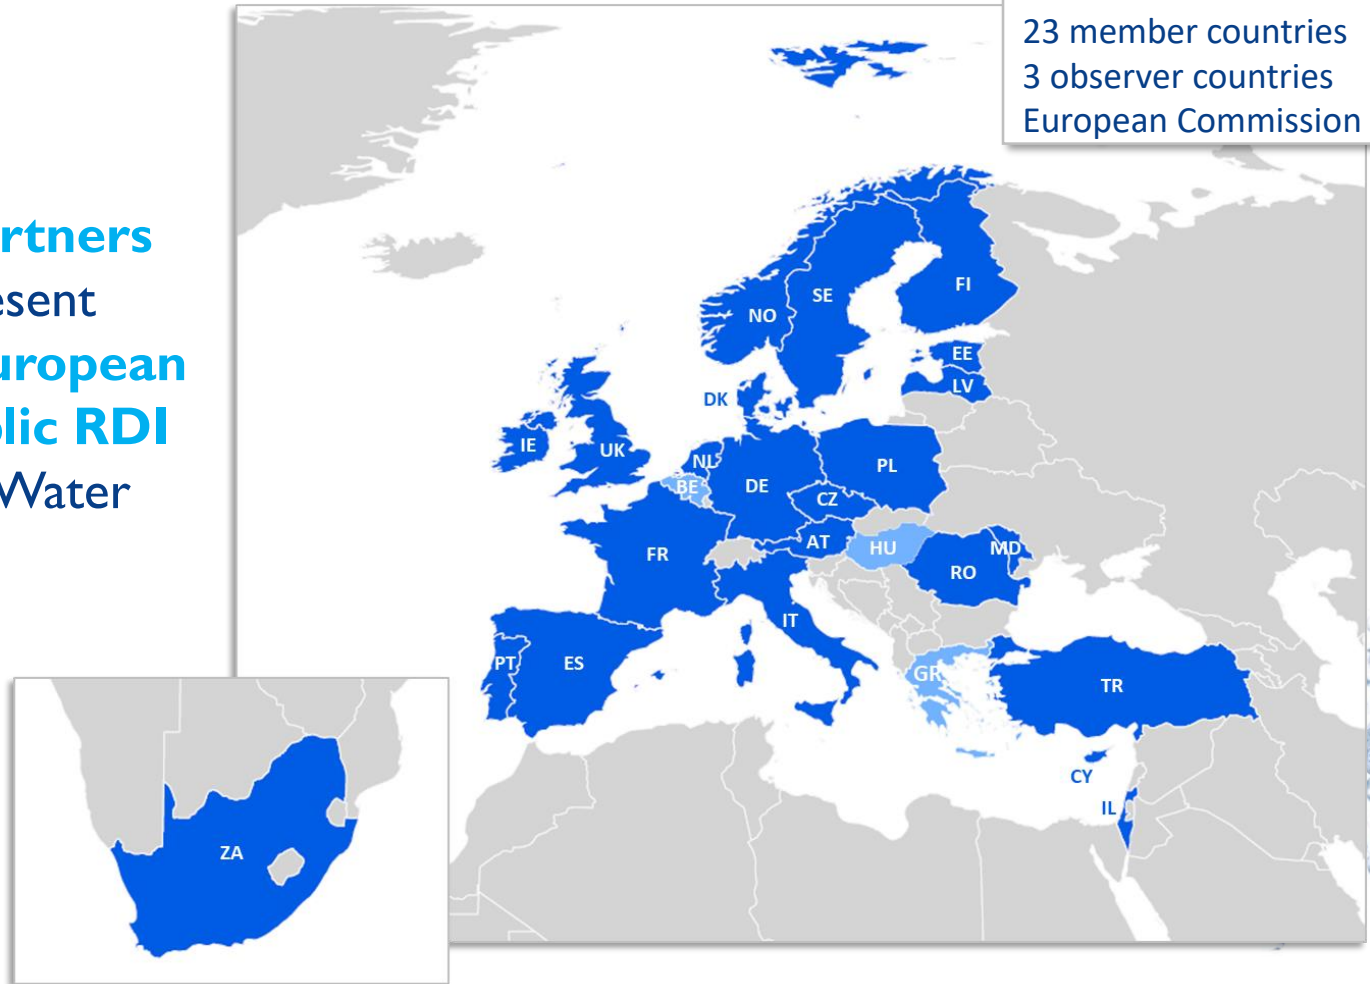 23 member countries
3 observer countries
European Commission
rtners
esent
uropean
lic RDI
Water
FI
SE
NO
EE
LV
DK
IE
UK
NL
BE
DE
PL
CZ
FR
AT
HU
MD
RO
IT
PT
ES
GR
TR
CY
IL
ZA